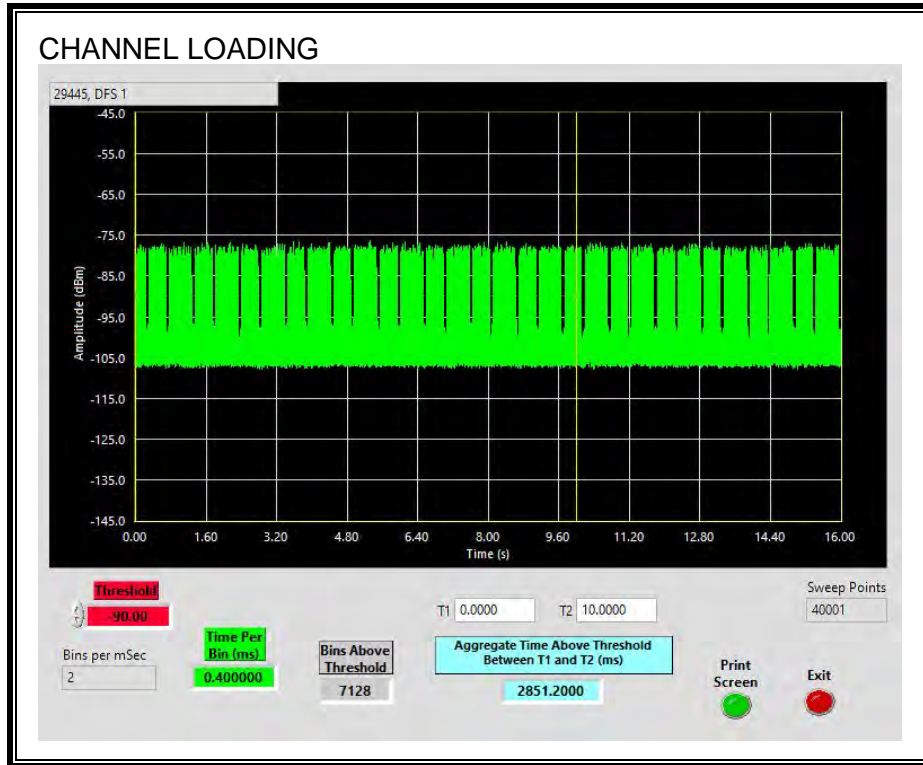 CHANNEL LOADING
29445, DFS 1
-45.0
-55.0
-65.0
-75.0
-85.0
-95.0
-105.0
-115.0
-125.0
-135.0
-145.0
Amplitude (dBm)
0.00 1.60 3.20 4.80 6.40 8.00 9.60 11.20 12.80 14.40 16.00
Time (s)
Threshold
-90.00
Bins per mSec
2
Time Per
Bin (ms)
0.400000
Bins Above
Threshold
7128
T1 0.0000 T2 10.0000
Aggregate Time Above Threshold
Between T1 and T2 (ms)
2851.2000
Sweep Points
40001
Print
Screen
Exit